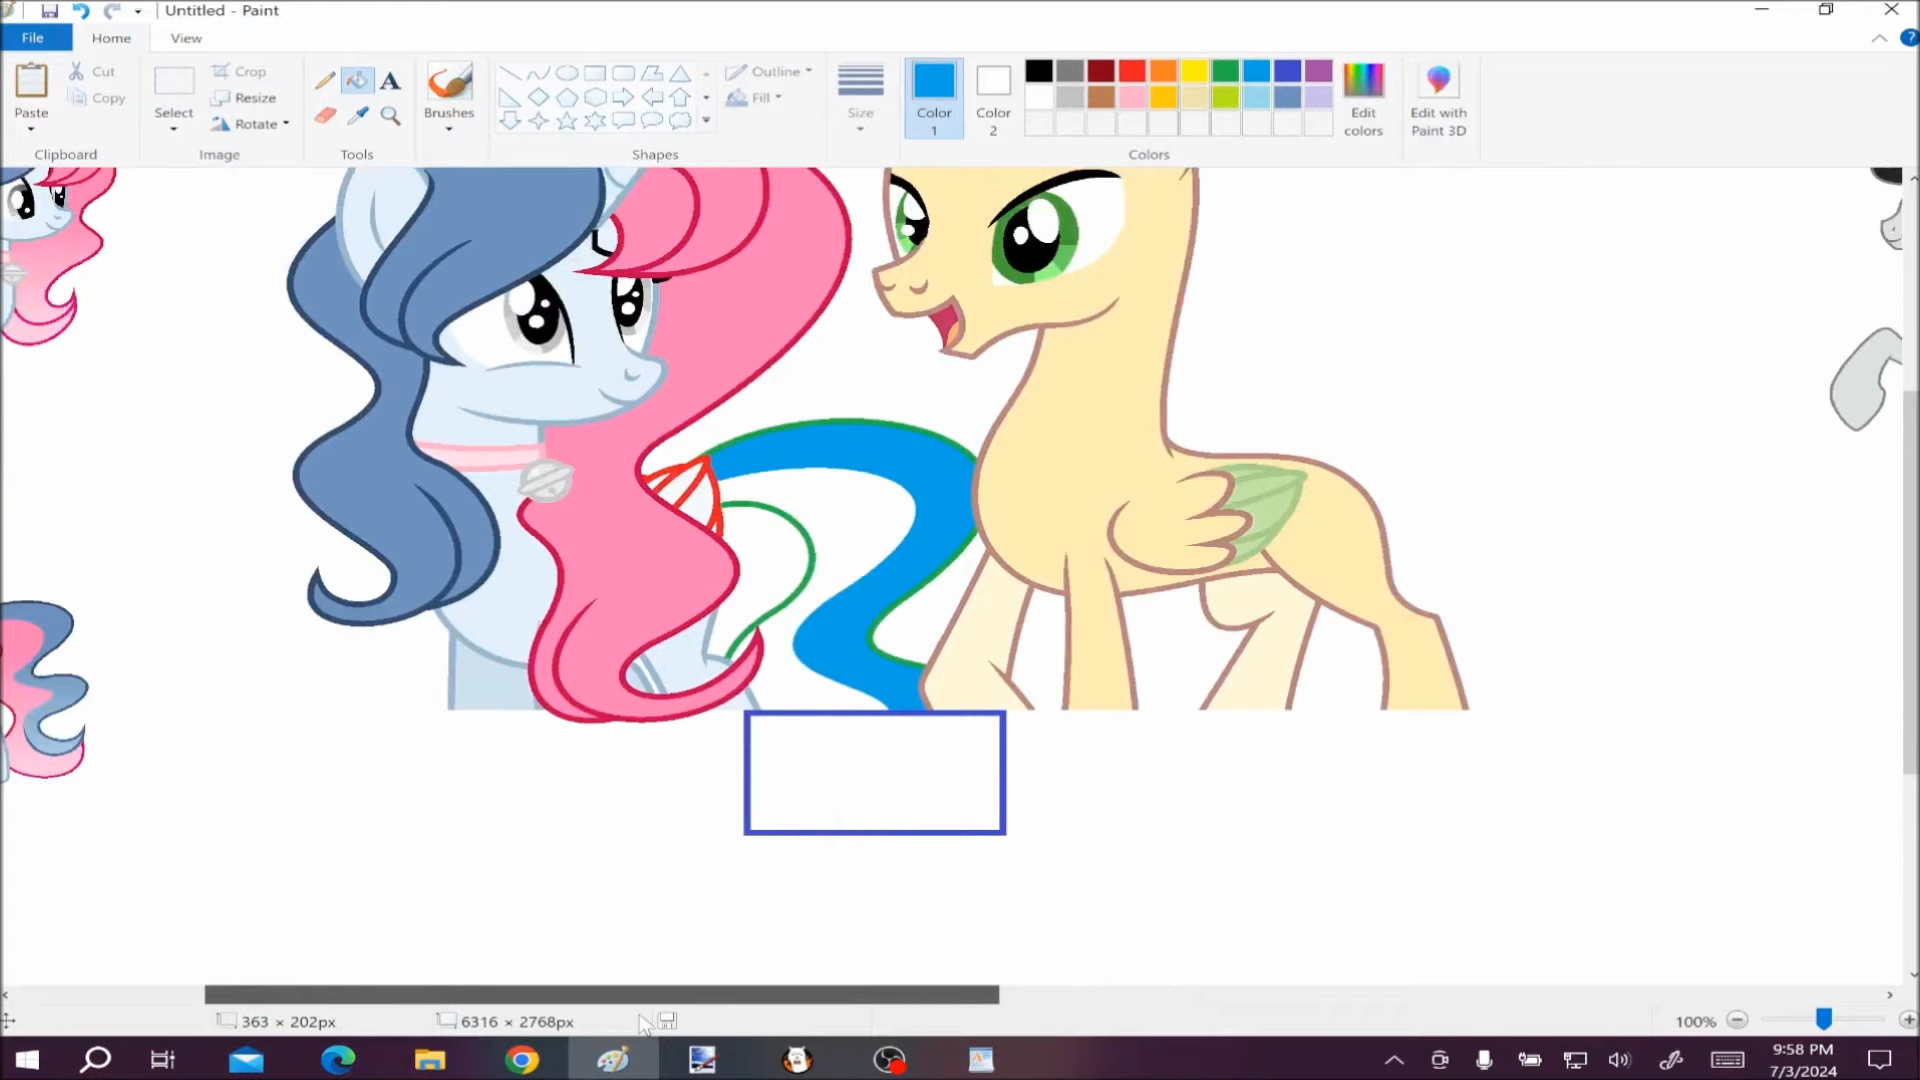 Untitled - Paint
File
Home
View
Paste
Cut
Copy
Clipboard
Select
Crop
Resize
Rotate
Image
A
Tools
Brushes
Outline
Fill
Shapes
Size
Color 1
Color 2
Edit colors
Edit with Paint 3D
Colors
?
363 × 202px
6316 × 2768px
100%
9:58 PM
7/3/2024